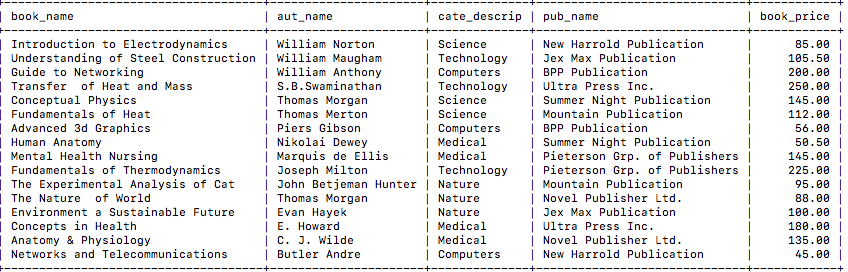 | book_name | aut_name | cate_descrip | pub_name | book_price |
| Introduction to Electrodynamics | William Norton | Science | New Harrold Publication | 85.00 |
| Understanding of Steel Construction | William Maugham | Technology | Jex Max Publication | 105.50 |
| Guide to Networking | William Anthony | Computers | BPP Publication | 200.00 |
| Transfer  of Heat and Mass | S.B.Swaminathan | Technology | Ultra Press Inc. | 250.00 |
| Conceptual Physics | Thomas Morgan | Science | Summer Night Publication | 145.00 |
| Fundamentals of Heat | Thomas Merton | Science | Mountain Publication | 112.00 |
| Advanced 3d Graphics | Piers Gibson | Computers | BPP Publication | 56.00 |
| Human Anatomy | Nikolai Dewey | Medical | Summer Night Publication | 50.50 |
| Mental Health Nursing | Marquis de Ellis | Medical | Pieterson Grp. of Publishers | 145.00 |
| Fundamentals of Thermodynamics | Joseph Milton | Technology | Pieterson Grp. of Publishers | 225.00 |
| The Experimental Analysis of Cat | John Betjeman Hunter | Nature | Mountain Publication | 95.00 |
| The Nature  of World | Thomas Morgan | Nature | Novel Publisher Ltd. | 88.00 |
| Environment a Sustainable Future | Evan Hayek | Nature | Jex Max Publication | 100.00 |
| Concepts in Health | E. Howard | Medical | Ultra Press Inc. | 180.00 |
| Anatomy & Physiology | C. J. Wilde | Medical | Novel Publisher Ltd. | 135.00 |
| Networks and Telecommunications | Butler Andre | Computers | New Harrold Publication | 45.00 |